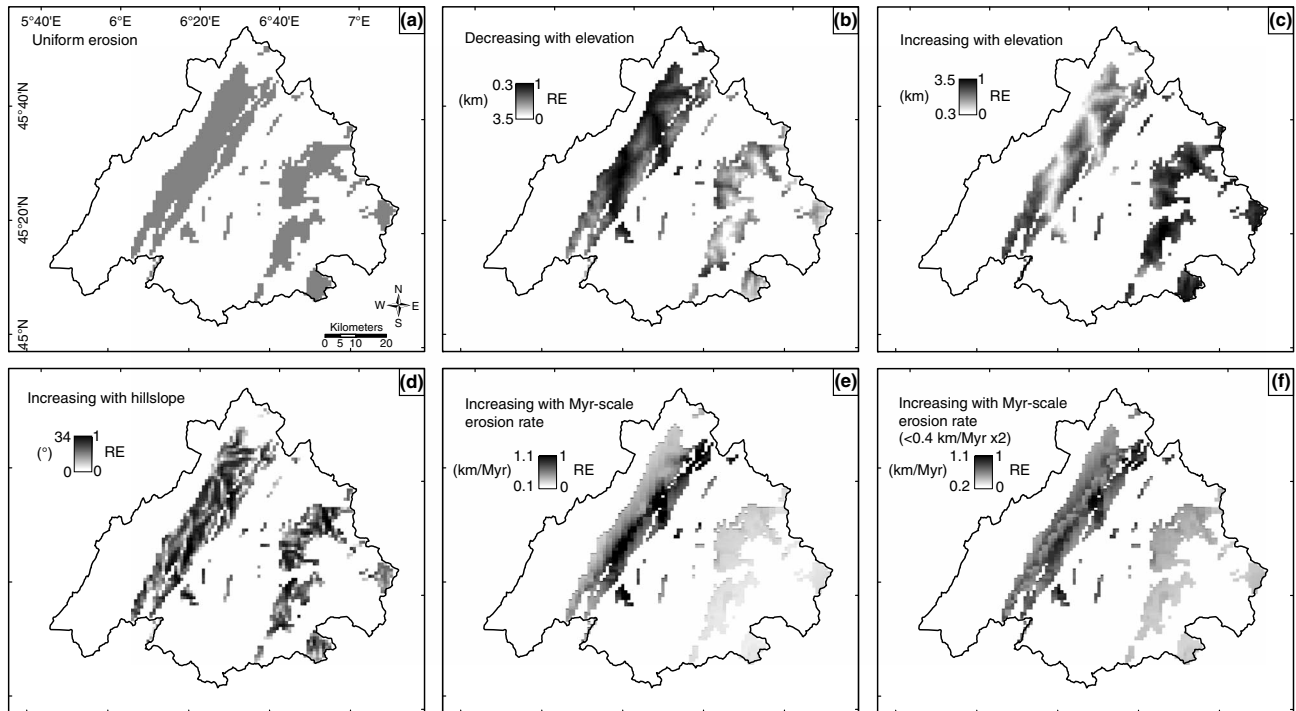 5°40'E 6°E 6°20'E 6°40'E 7°E
(a)
Uniform erosion
45°40'N
45°20'N
45°N
N
W E
S
Kilometers
0 5 10 20
(b)
Decreasing with elevation
0.3 1
(km) RE
3.5 0
(c)
Increasing with elevation
3.5 1
(km) RE
0.3 0
(d)
Increasing with hillslope
34 1
(°) RE
0 0
(e)
Increasing with Myr-scale
erosion rate
1.1 1
(km/Myr) RE
0.1 0
(f)
Increasing with Myr-scale
erosion rate
(<0.4 km/Myr x2)
1.1 1
(km/Myr) RE
0.2 0